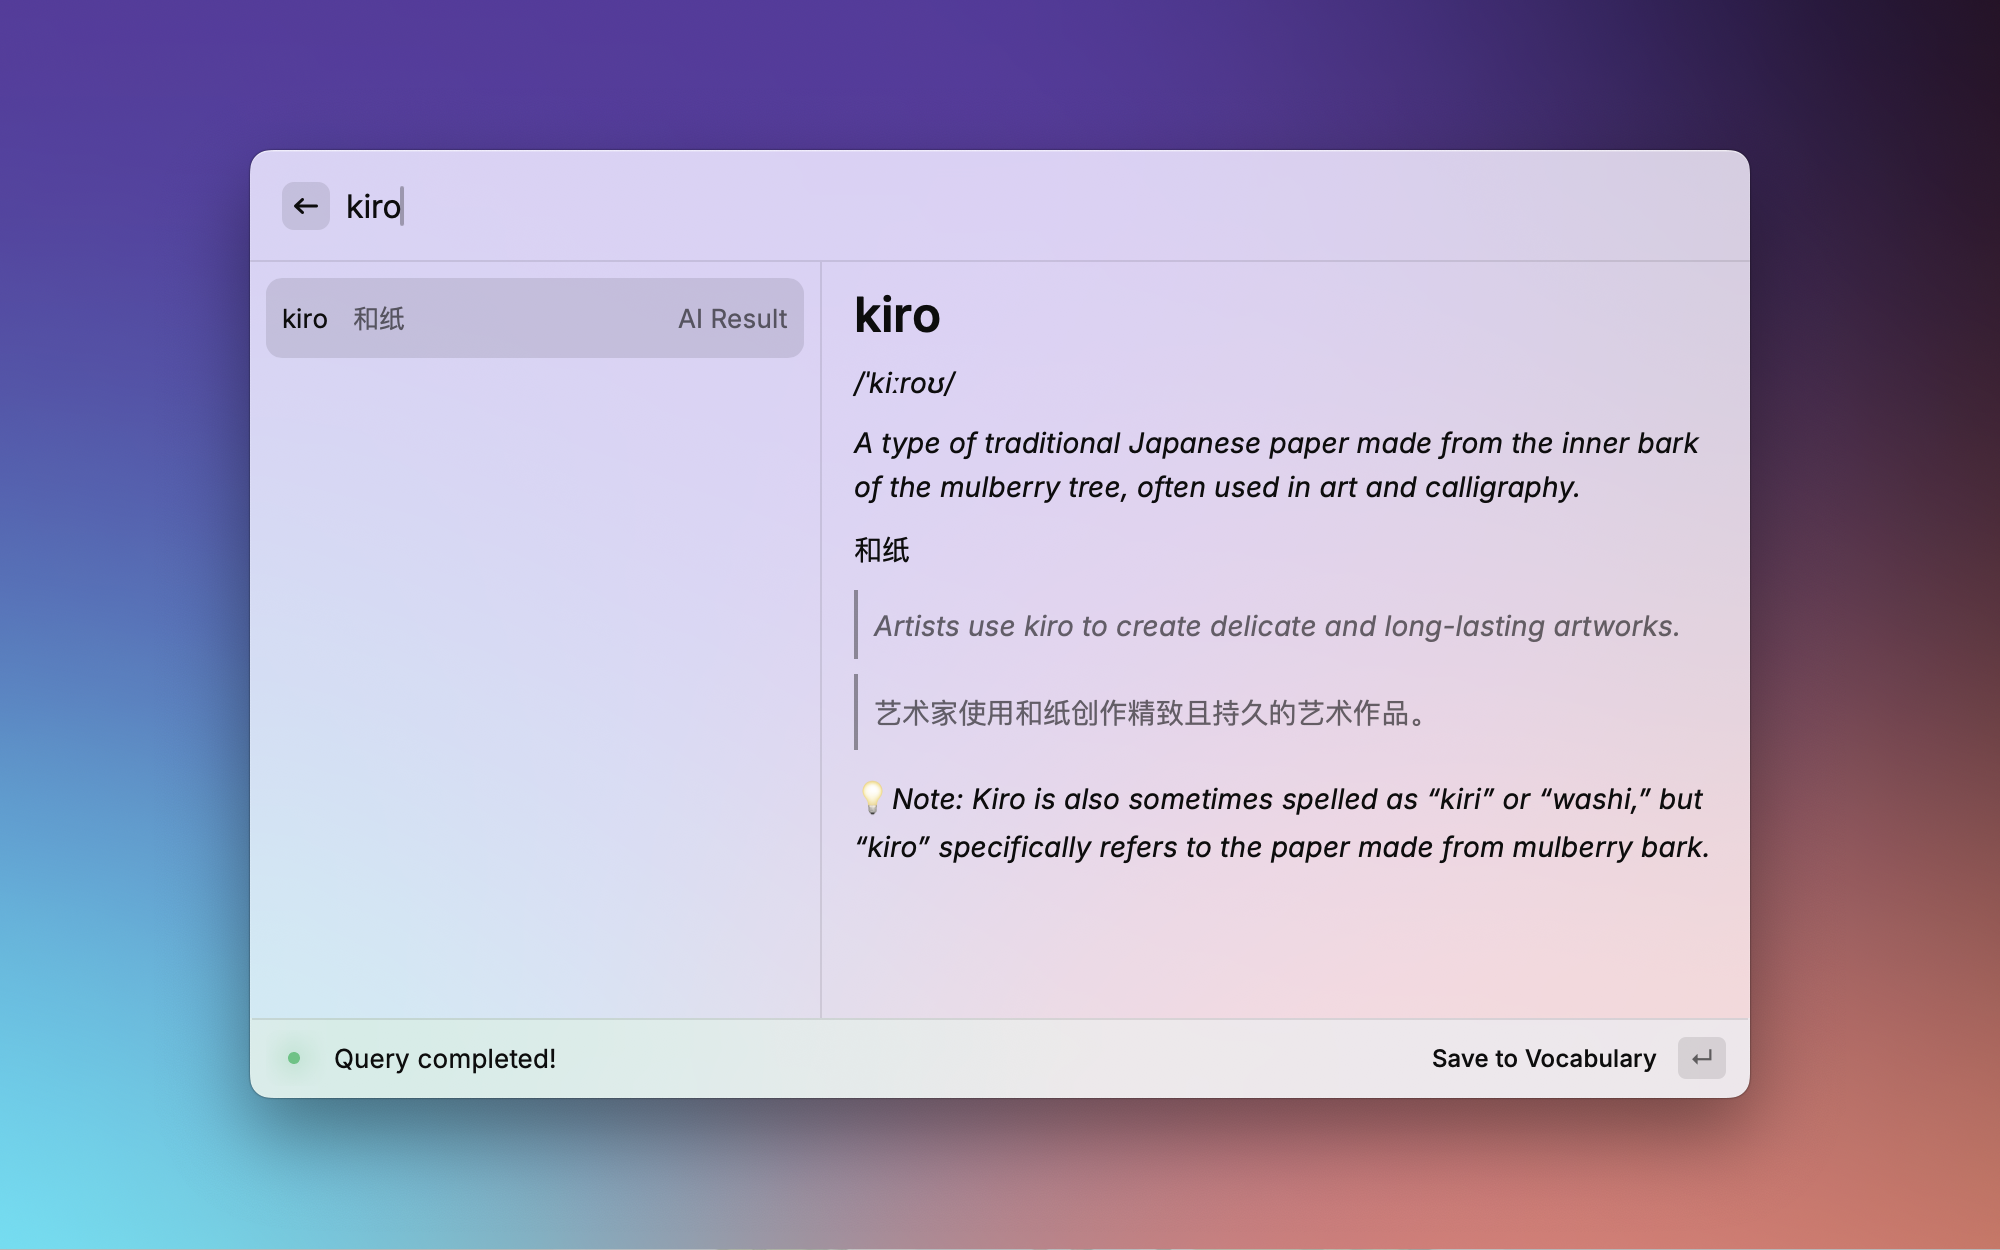 kiro
kiro 和纸 AI Result
kiro
/ˈkiːroʊ/
A type of traditional Japanese paper made from the inner bark
of the mulberry tree, often used in art and calligraphy.
和纸
Artists use kiro to create delicate and long-lasting artworks.
艺术家使用和纸创作精致且持久的艺术作品。
💡Note: Kiro is also sometimes spelled as “kiri” or “washi,” but
“kiro” specifically refers to the paper made from mulberry bark.
Query completed! Save to Vocabulary